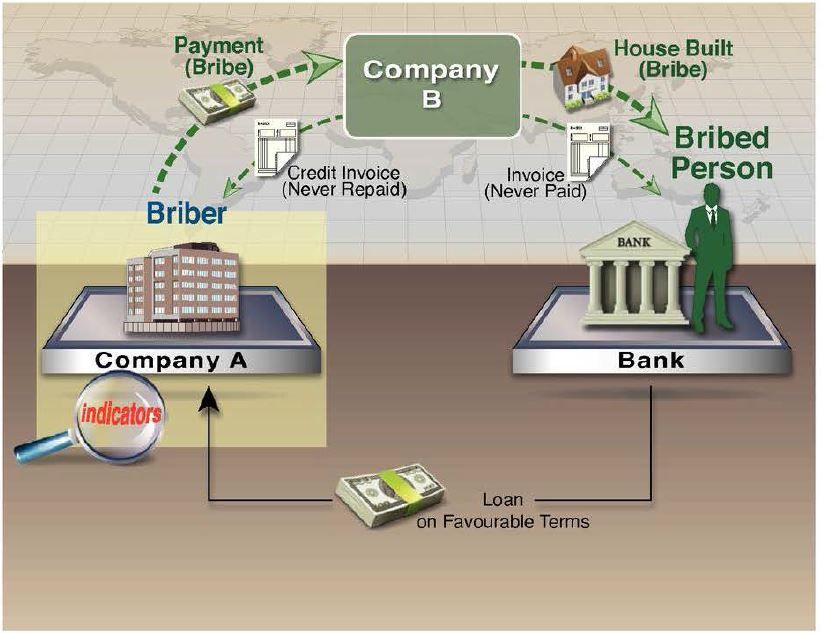 Payment
(Bribe)
Company
B
House Built
(Bribe)
Credit Invoice
(Never Repaid)
Invoice
(Never Paid)
Bribed
Person
Briber
BANK
Company A
Bank
indicators
Loan
on Favourable Terms